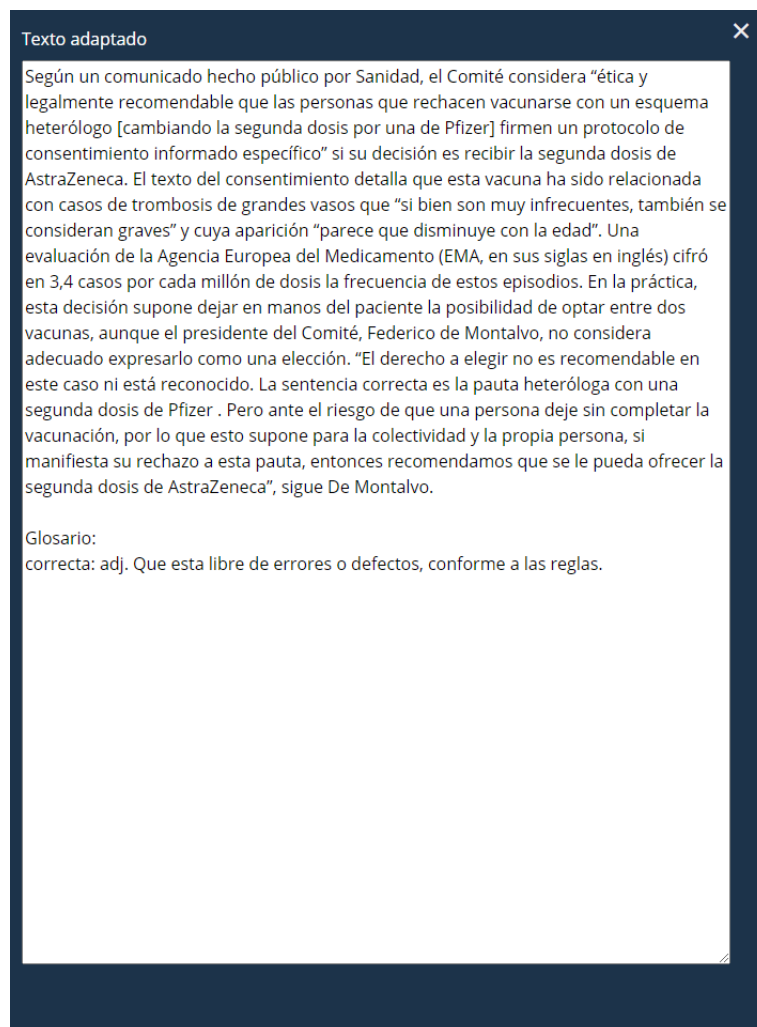 Texto adaptado
Según un comunicado hecho público por Sanidad, el Comité considera “ética y
legalmente recomendable que las personas que rechacen vacunarse con un esquema
heterólogo [cambiando la segunda dosis por una de Pfizer] firmen un protocolo de
consentimiento informado específico” si su decisión es recibir la segunda dosis de
AstraZeneca. El texto del consentimiento detalla que esta vacuna ha sido relacionada
con casos de trombosis de grandes vasos que “si bien son muy infrecuentes, también se
consideran graves” y cuya aparición “parece que disminuye con la edad”. Una
evaluación de la Agencia Europea del Medicamento (EMA, en sus siglas en inglés) cifró
en 3,4 casos por cada millón de dosis la frecuencia de estos episodios. En la práctica,
esta decisión supone dejar en manos del paciente la posibilidad de optar entre dos
vacunas, aunque el presidente del Comité, Federico de Montalvo, no considera
adecuado expresarlo como una elección. “El derecho a elegir no es recomendable en
este caso ni está reconocido. La sentencia correcta es la pauta heteróloga con una
segunda dosis de Pfizer . Pero ante el riesgo de que una persona deje sin completar la
vacunación, por lo que esto supone para la colectividad y la propia persona, si
manifiesta su rechazo a esta pauta, entonces recomendamos que se le pueda ofrecer la
segunda dosis de AstraZeneca”, sigue De Montalvo.
Glosario:
correcta: adj. Que esta libre de errores o defectos, conforme a las reglas.